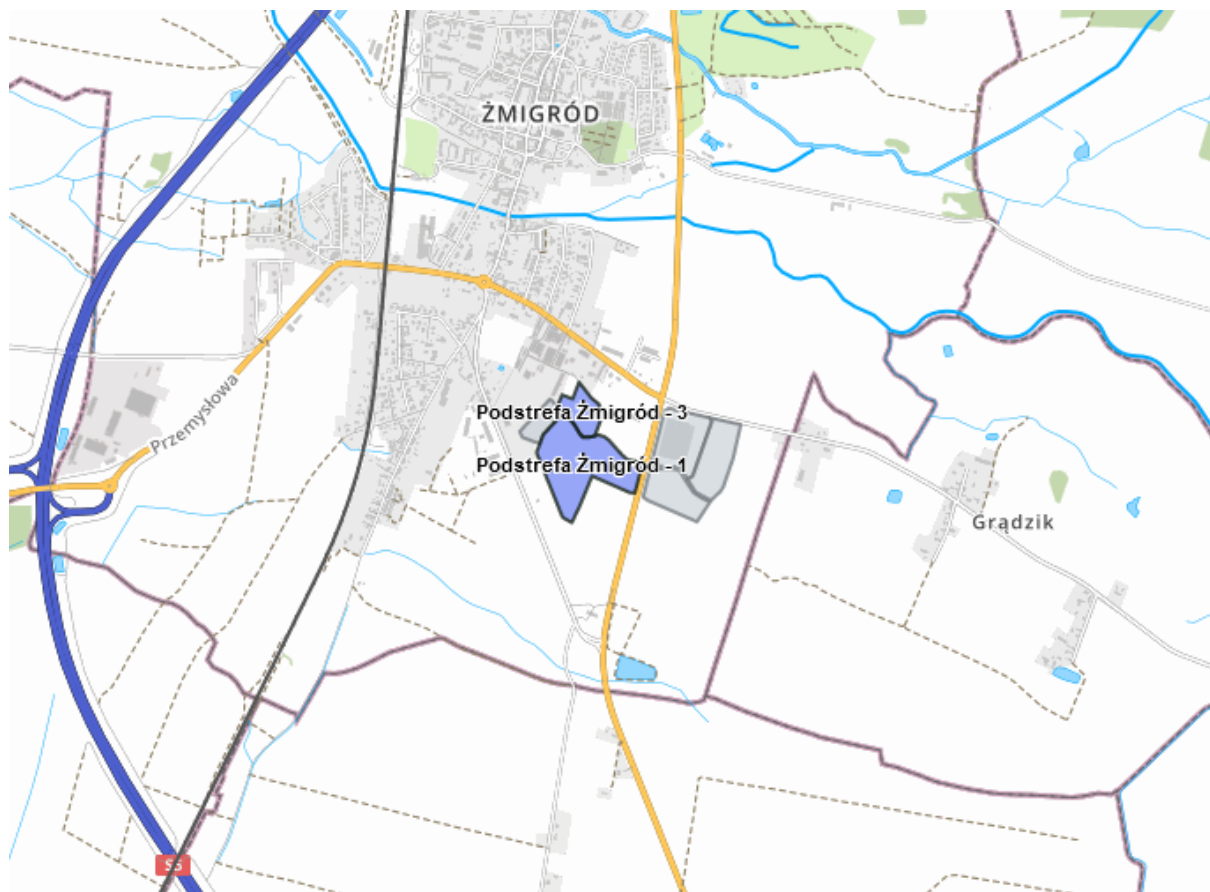 ŻMIGRÓD
Przemysłowa
Podstrefa Żmigród - 3
Podstrefa Żmigród - 1
Grądzik
S5